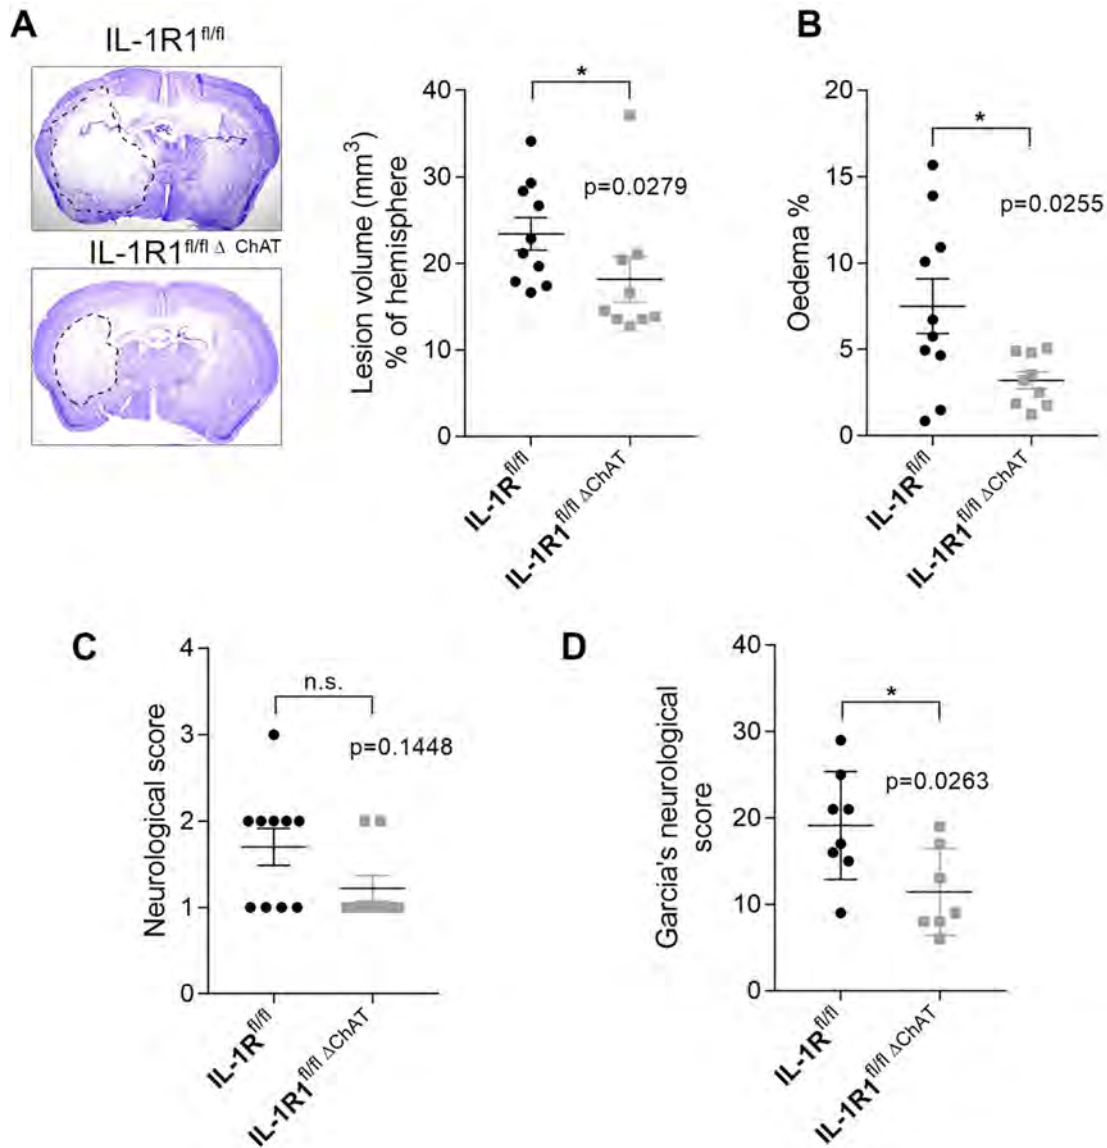 A
IL-1R1fl/fl
IL-1R1fl/fl Δ ChAT
Lesion volume (mm3)
% of hemisphere
40
30
20
10
0
*
p=0.0279
IL-1Rfl/fl
IL-1R1fl/fl ΔChAT
B
Oedema %
20
15
10
5
0
*
p=0.0255
IL-1Rfl/fl
IL-1R1fl/fl ΔChAT
C
Neurological score
4
3
2
1
0
n.s.
p=0.1448
IL-1Rfl/fl
IL-1R1fl/fl ΔChAT
D
Garcia's neurological
score
40
30
20
10
0
*
p=0.0263
IL-1Rfl/fl
IL-1R1fl/fl ΔChAT